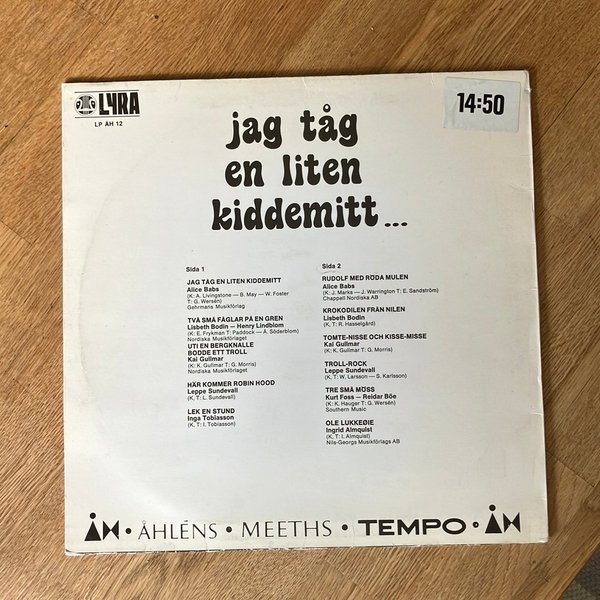 LYRA
LP ÅH 12
14:50
jag tåg
en liten
kiddemitt...
Sida 1
JAG TÅG EN LITEN KIDDEMITT
Alice Babs
(K: A. Livingstone — B. May — W. Foster
T: G. Wersén)
Gehrmans Musikförlag
TVÅ SMÅ FÅGLAR PÅ EN GREN
Lisbeth Bodin — Henry Lindblom
(K: E. Frykman T: Paddock — Å. Söderblom)
Nordiska Musikförlaget
UTI EN BERGKNALLE
BODDE ETT TROLL
Kai Gullmar
(K: K. Gullmar T: G. Morris)
Nordiska Musikförlaget
HÄR KOMMER ROBIN HOOD
Leppe Sundevall
(K, T: L. Sundevall)
LEK EN STUND
Inga Tobiasson
(K, T: I. Tobiasson)
Sida 2
RUDOLF MED RÖDA MULEN
Alice Babs
(K: J. Marks — J. Warrington T: E. Sandström)
Chappell Nordiska AB
KROKODILEN FRÅN NILEN
Lisbeth Bodin
(K, T: R. Hasselgård)
TOMTE-NISSE OCH KISSE-MISSE
Kai Gullmar
(K: K. Gullmar T: G. Morris)
TROLL-ROCK
Leppe Sundevall
(K, T: W. Larsson — S. Karlsson)
TRE SMÅ MÖSS
Kurt Foss — Reidar Böe
(K: K. Hauger T: G. Wersén)
Southern Music
OLE LUKKEØIE
Ingrid Almquist
(K, T: I. Almquist)
Nils-Georgs Musikförlags AB
ÅH • ÅHLÉNS • MEETHS • TEMPO • ÅH